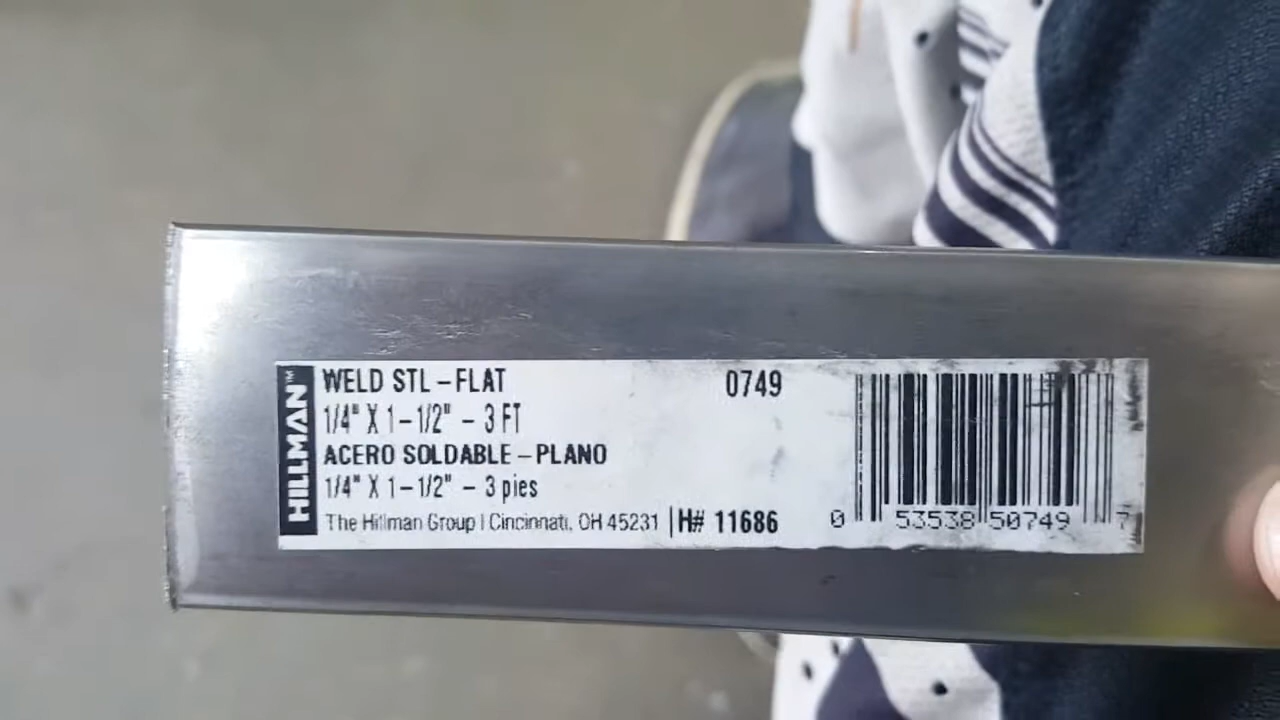 HILLMAN™
WELD STL-FLAT
0749
1/4" X 1-1/2" - 3 FT
ACERO SOLDABLE-PLANO
1/4" X 1-1/2" - 3 pies
The Hillman Group | Cincinnati, OH 45231 | H# 11686
0 53538 50749 7